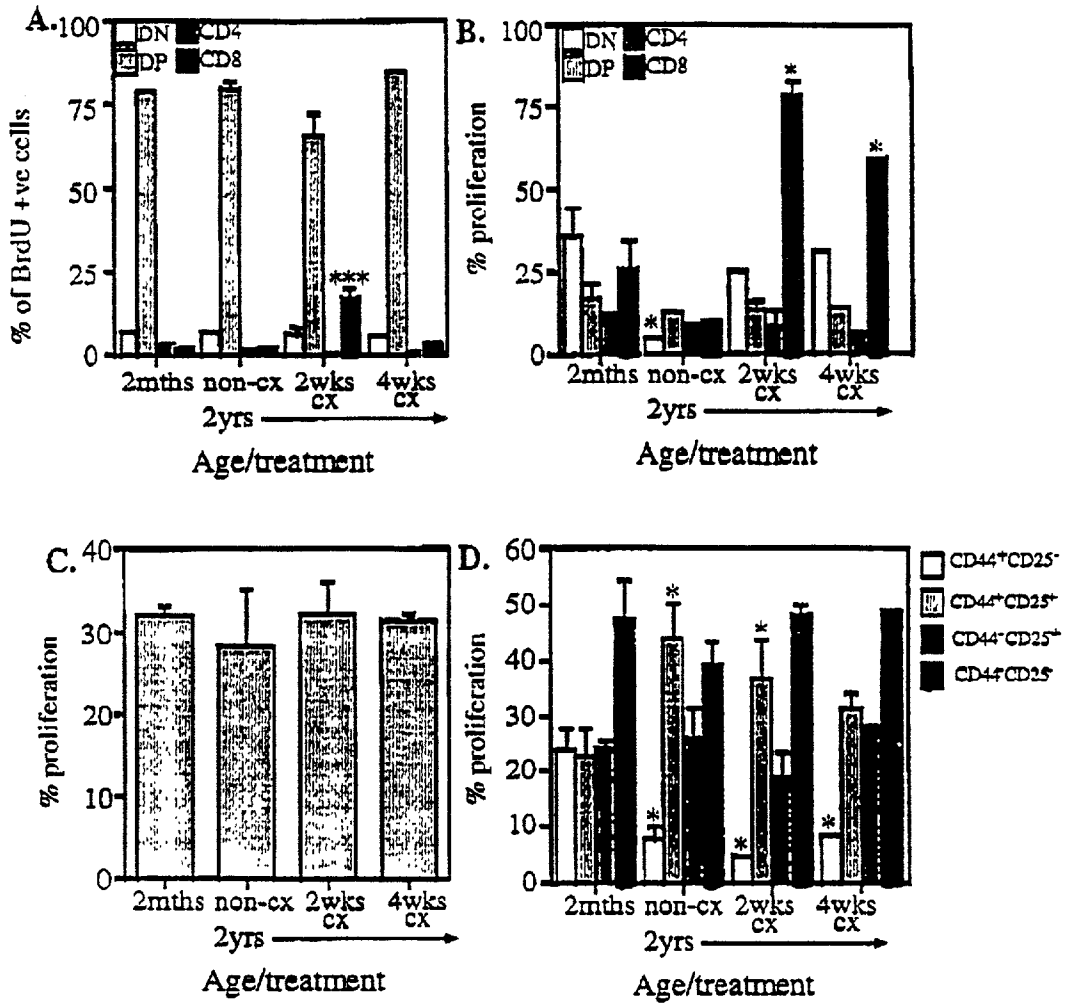 A.
100
75
50
25
0
% of BrdU +ve cells
DN CD4
DP CD8
***
2mths non-cx 2wks cx 4wks cx
2yrs
Age/treatment
B.
100
75
50
25
0
% proliferation
DN CD4
DP CD8
*
*
*
2mths non-cx 2wks cx 4wks cx
2yrs
Age/treatment
C.
40
30
20
10
0
% proliferation
2mths non-cx 2wks cx 4wks cx
2yrs
Age/treatment
D.
60
50
40
30
20
10
0
% proliferation
*
*
*
*
*
2mths non-cx 2wks cx 4wks cx
2yrs
Age/treatment
CD44⁺CD25⁻
CD44⁺CD25⁺
CD44⁻CD25⁺
CD44⁻CD25⁻